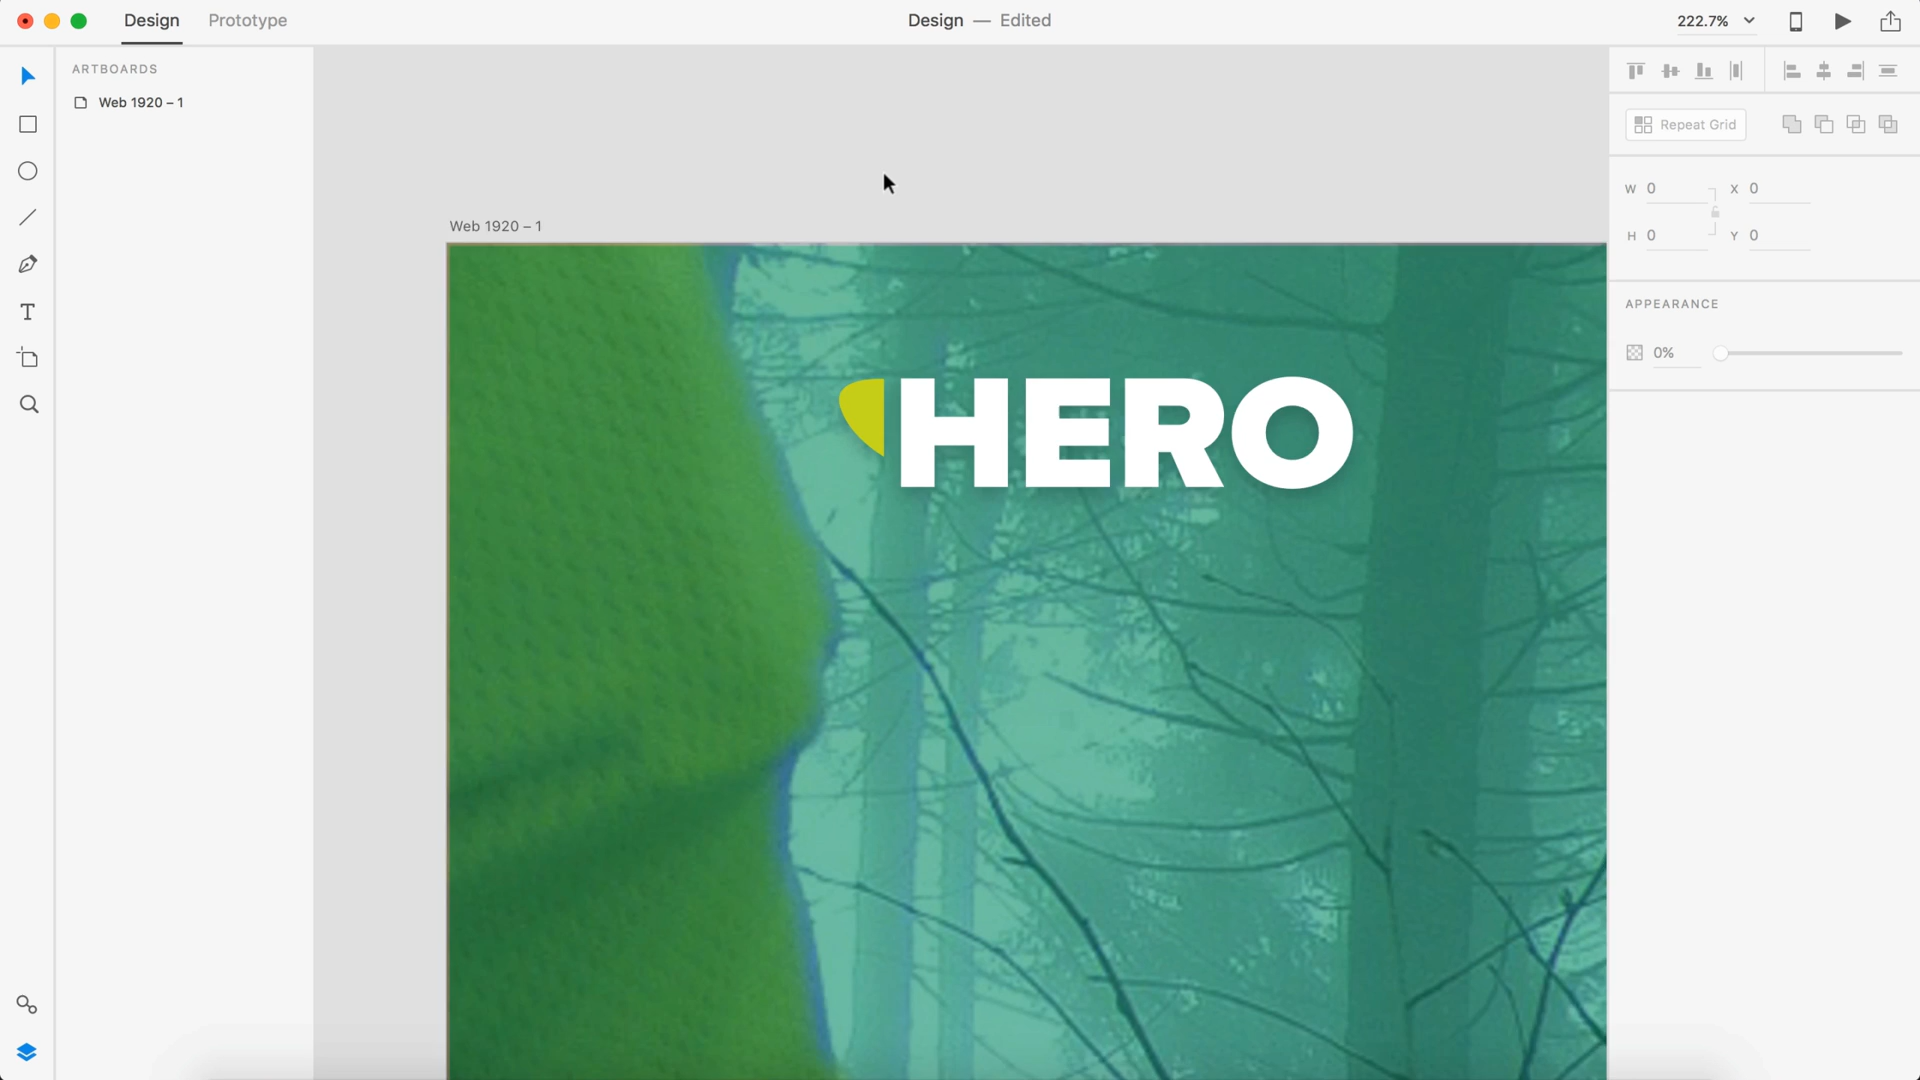 Design Prototype Design — Edited 222.7%
ARTBOARDS
Web 1920 – 1
Repeat Grid
W 0 X 0
H 0 Y 0
APPEARANCE
0%
T
Web 1920 – 1
HERO